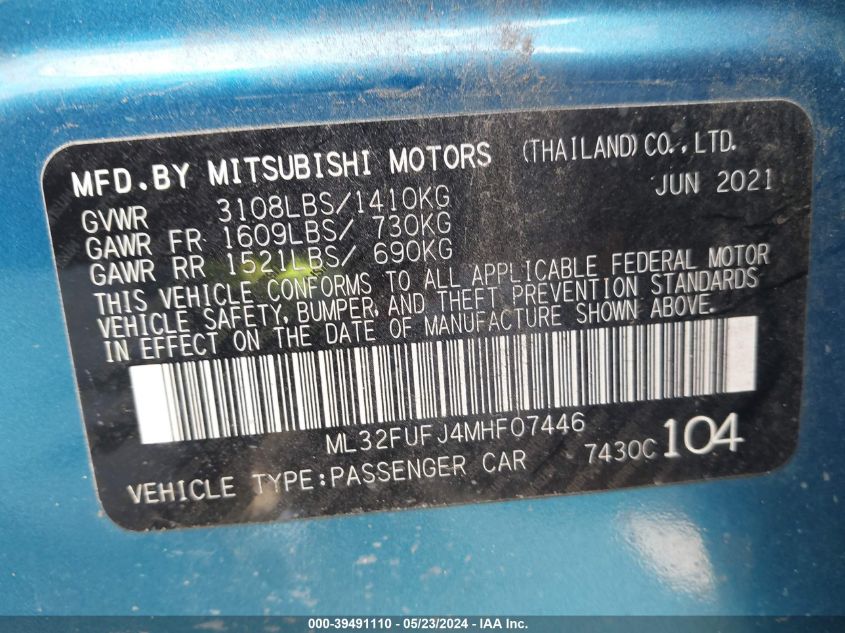 MFD.BY MITSUBISHI MOTORS (THAILAND) CO.,LTD.
GVWR 3108LBS/1410KG JUN 2021
GAWR FR 1609LBS/ 730KG
GAWR RR 1521LBS/ 690KG
THIS VEHICLE CONFORMS TO ALL APPLICABLE FEDERAL MOTOR
VEHICLE SAFETY, BUMPER, AND THEFT PREVENTION STANDARDS
IN EFFECT ON THE DATE OF MANUFACTURE SHOWN ABOVE.
ML32FUFJ4MHF07446
VEHICLE TYPE:PASSENGER CAR 7430C 104
000-39491110 - 05/23/2024 - IAA Inc.